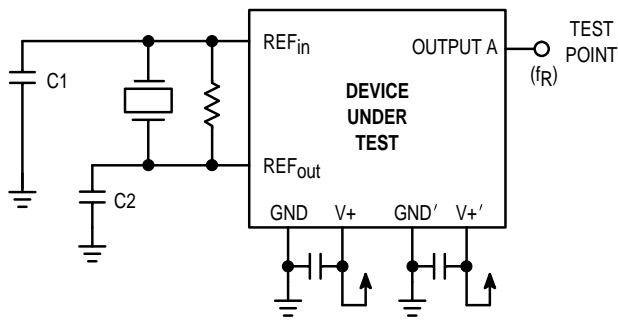 TEST
POINT
REFin
OUTPUT A
(fR)
C1
DEVICE
UNDER
TEST
REFout
C2
GND V+ GND′ V+′